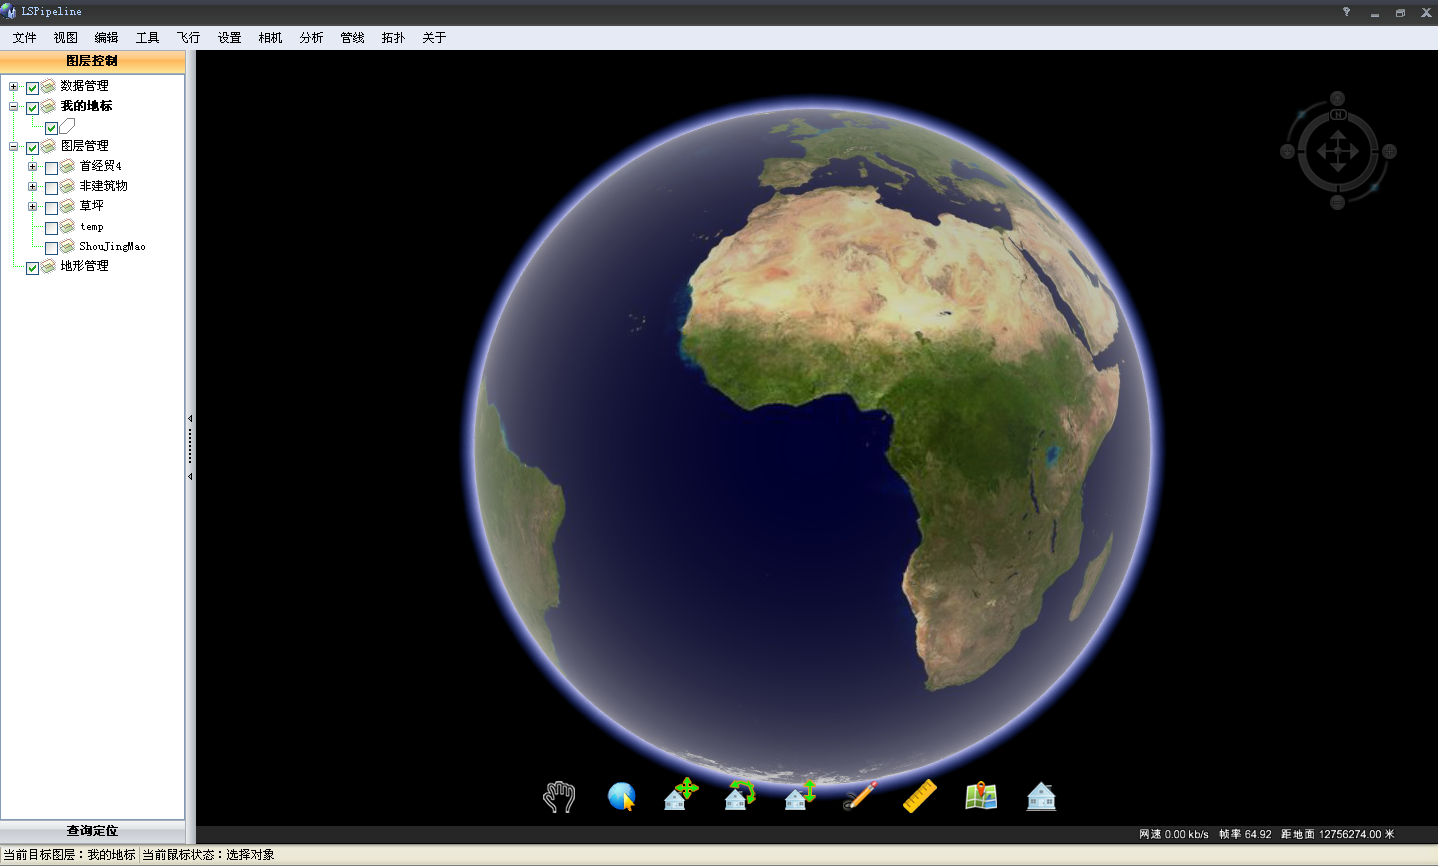 LSPipeline
文件 视图 编辑 工具 飞行 设置 相机 分析 管线 拓扑 关于
图层控制
数据管理
我的地标
图层管理
首经贸4
非建筑物
草坪
temp
ShouJingMao
地形管理
N
查询定位
网速 0.00 kb/s 帧率 64.92 距地面 12756274.00 米
当前目标图层：我的地标 当前鼠标状态：选择对象